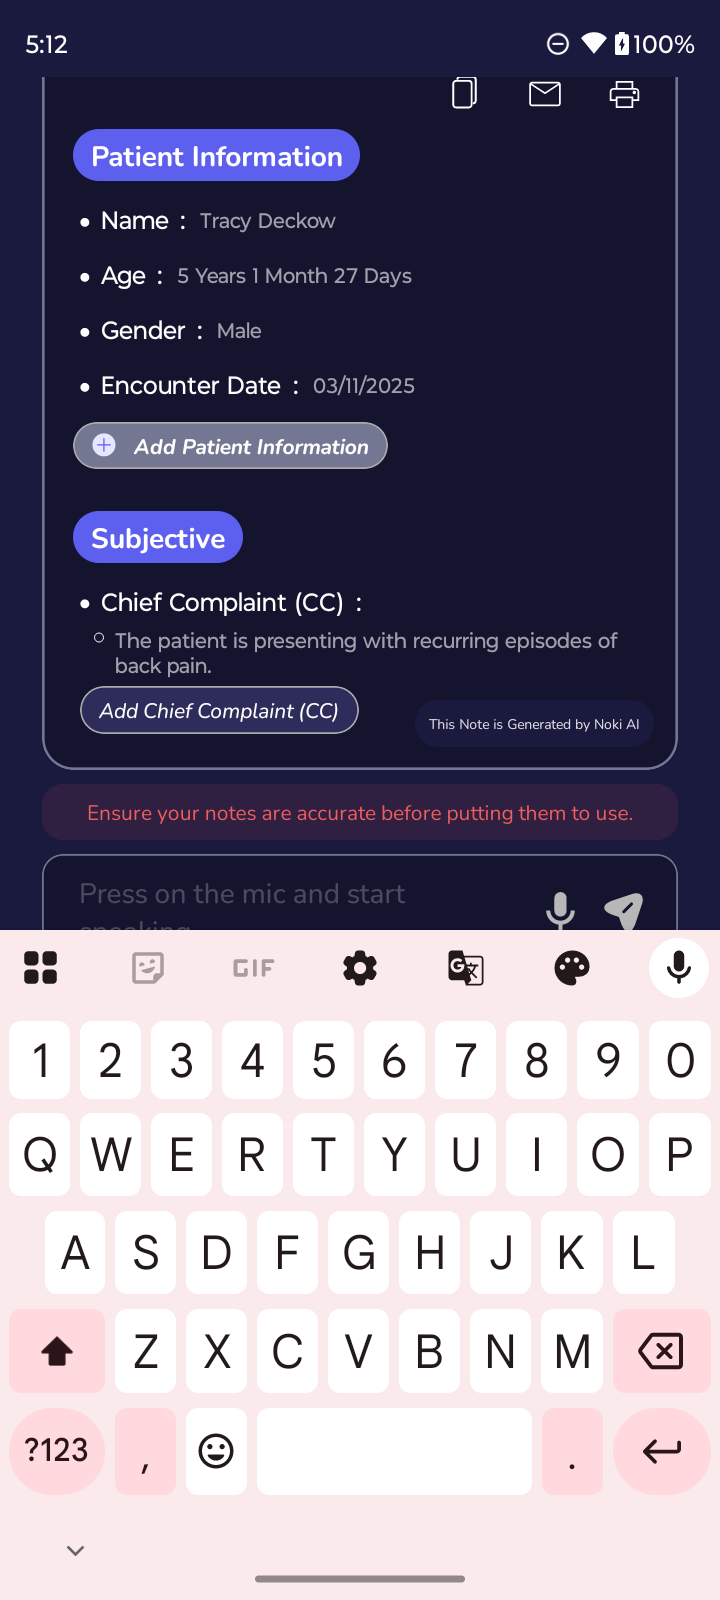 5:12
100%
Patient Information
• Name : Tracy Deckow
• Age : 5 Years 1 Month 27 Days
• Gender : Male
• Encounter Date : 03/11/2025
Add Patient Information
Subjective
• Chief Complaint (CC) :
The patient is presenting with recurring episodes of
back pain.
Add Chief Complaint (CC)
This Note is Generated by Noki AI
Ensure your notes are accurate before putting them to use.
Press on the mic and start
speaking
GIF
1 2 3 4 5 6 7 8 9 0
Q W E R T Y U I O P
A S D F G H J K L
Z X C V B N M
?123 , .